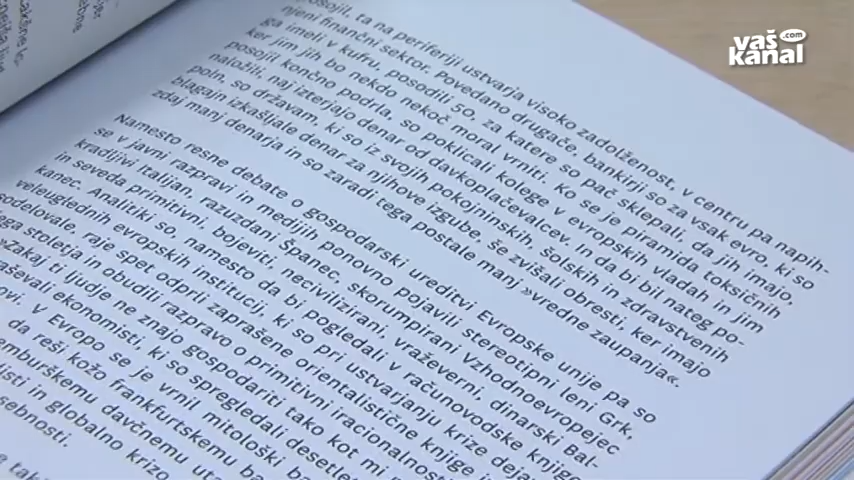 vaš
kanal
.com
posojil, ta na periferiji ustvarja visoko zadolženost, v centru pa napih-
njeni finančni sektor. Povedano drugače, bankirji so za vsak evro, ki so
ga imeli v kufru, posodili 50, za katere so pač sklepali, da jih imajo,
ker jim jih bo nekdo nekoč moral vrniti. Ko se je piramida toksičnih
posojil končno podrla, so poklicali kolege v evropskih vladah in jim
naložili, naj izterjajo denar od davkoplačevalcev. In da bi bil nateg po-
poln, so državam, ki so iz svojih pokojninskih, šolskih in zdravstvenih
blagajn izkašljale denar za njihove izgube, še zvišali obresti, ker imajo
zdaj manj denarja in so zaradi tega postale manj »vredne zaupanja«.
Namesto resne debate o gospodarski ureditvi Evropske unije pa so
se v javni razpravi in medijih ponovno pojavili stereotipni leni Grk,
kradljivi Italijan, razuzdani Španec, skorumpirani Vzhodnoevropejec
in seveda primitivni, bojeviti, necivilizirani, vraževerni, dinarski Bal-
kanec. Analitiki so, namesto da bi pogledali v računovodske knjige
veleuglednih evropskih institucij, ki so pri ustvarjanju krize dejav
sodelovale, raje spet odprli zaprašene orientalistične knjige
stoletja in obudili razpravo o primitivni iracionalnos
»Zakaj ti ljudje ne znajo gospodariti tako kot mi
ekonomisti, ki so spregledali desetle
V Evropo se je vrnil mitološki ba
da reši kožo frankfurtskemu
davčnemu
in globalno krizo